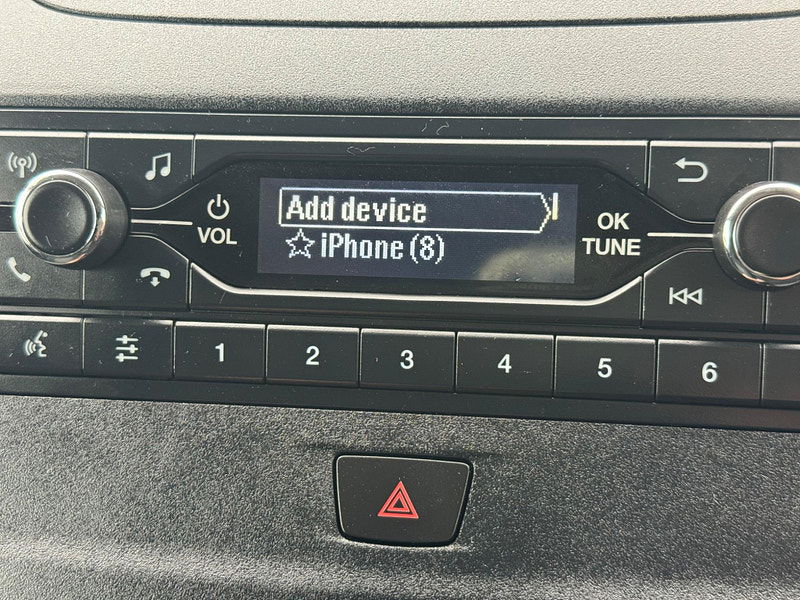 Add device
☆ iPhone (8)
VOL
OK
TUNE
1 2 3 4 5 6